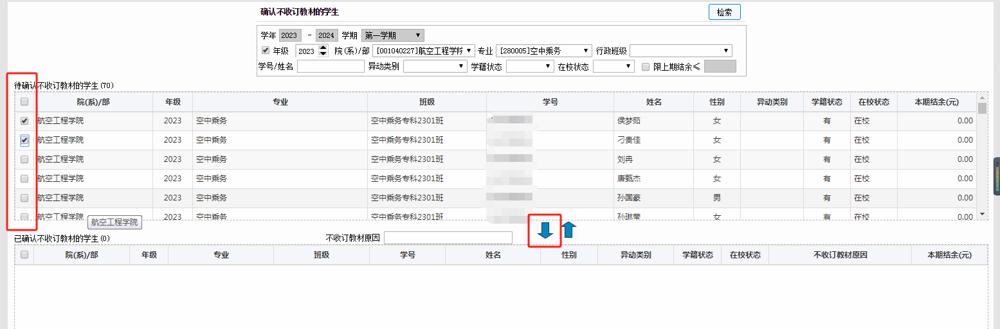 确认不收订教材的学生 检索
学年 2023 - 2024 学期 第一学期
年级 2023 院(系)/部 [001040227]航空工程学院 专业 [280005]空中乘务 行政班级
学号/姓名 异动类别 学籍状态 在校状态 限上期结余≤
待确认不收订教材的学生(70)
院(系)/部 年级 专业 班级 学号 姓名 性别 异动类别 学籍状态 在校状态 本期结余(元)
航空工程学院 2023 空中乘务 空中乘务专科2301班 侯梦茹 女 有 在校 0.00
航空工程学院 2023 空中乘务 空中乘务专科2301班 刁贵佳 女 有 在校 0.00
航空工程学院 2023 空中乘务 空中乘务专科2301班 刘冉 女 有 在校 0.00
航空工程学院 2023 空中乘务 空中乘务专科2301班 唐甄杰 女 有 在校 0.00
航空工程学院 2023 空中乘务 空中乘务专科2301班 孙国豪 男 有 在校 0.00
航空工程学院 2023 空中乘务 空中乘务专科2301班 孙琳莹 女 有 在校 0.00
航空工程学院
已确认不收订教材的学生(0) 不收订教材原因
院(系)/部 年级 专业 班级 学号 姓名 性别 异动类别 学籍状态 在校状态 不收订教材原因 本期结余(元)